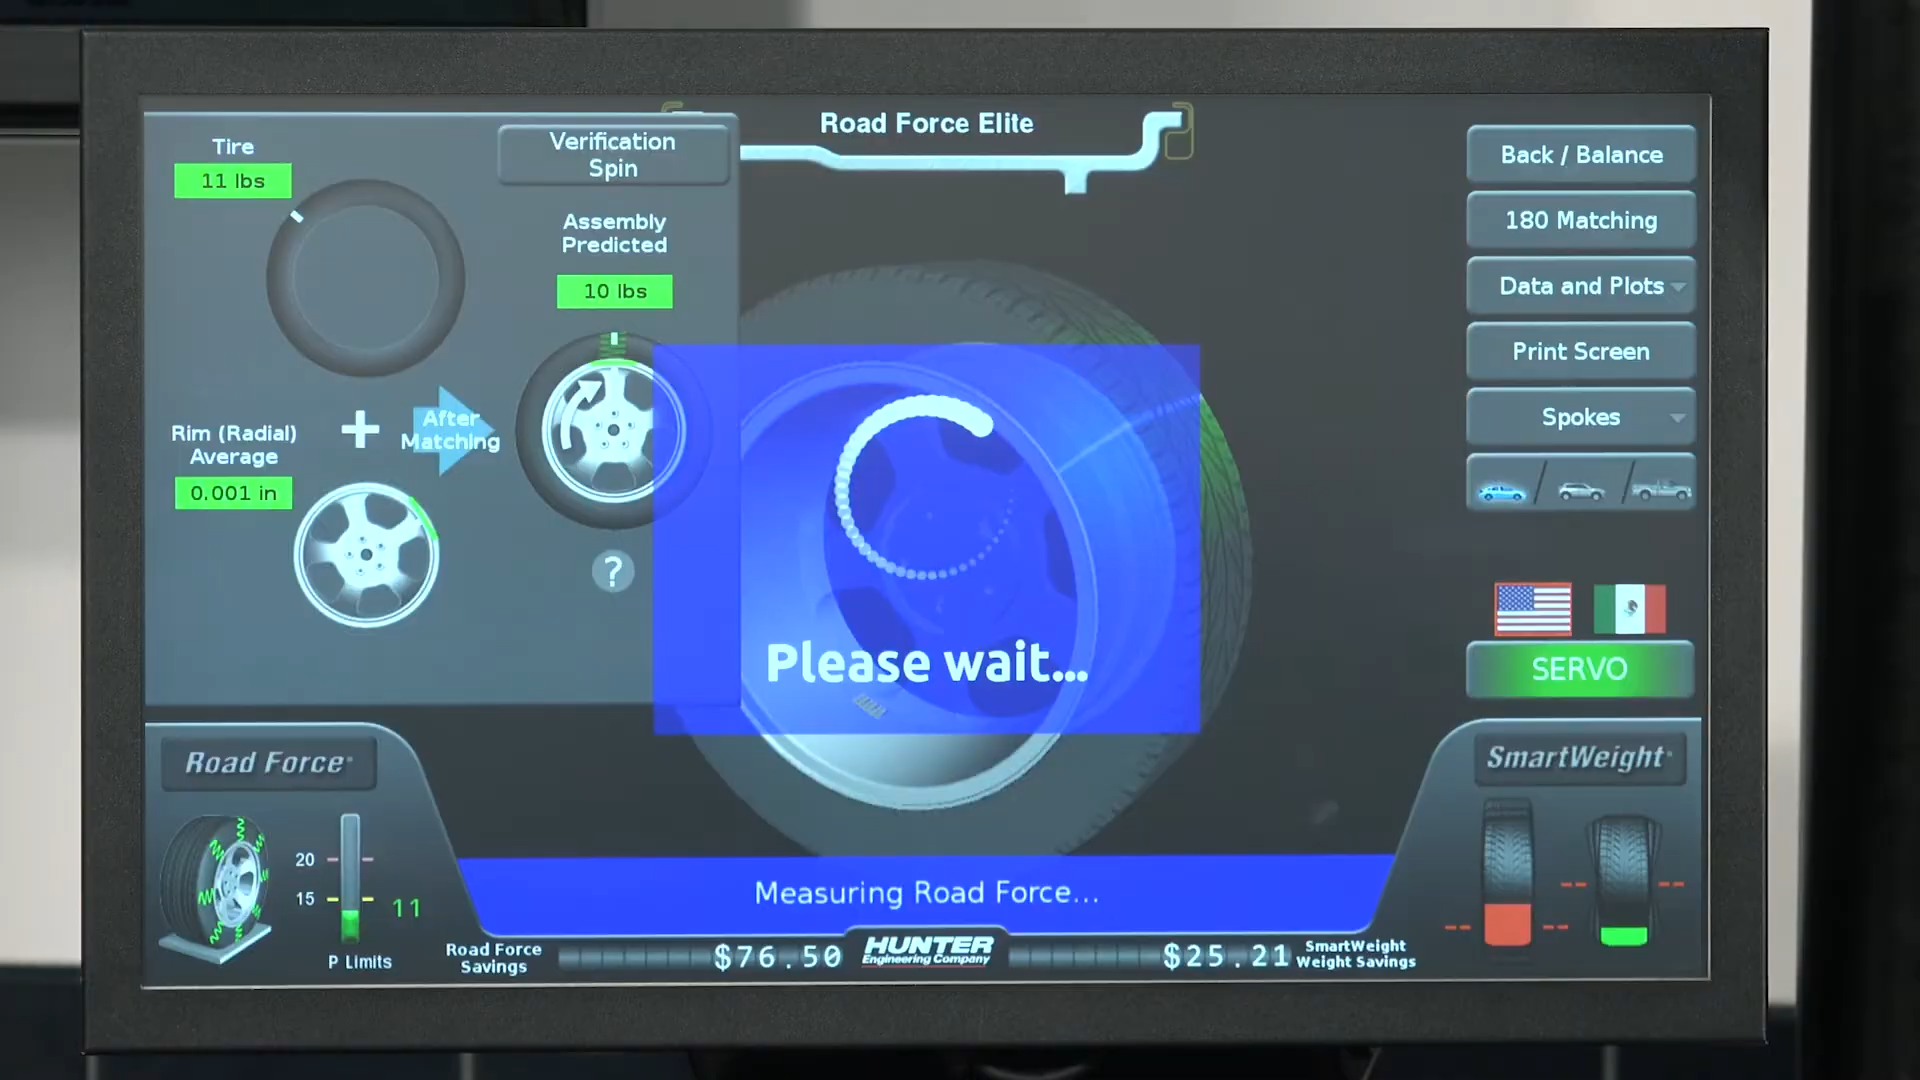 Road Force Elite
Tire
11 lbs
Verification
Spin
Assembly
Predicted
10 lbs
Rim (Radial)
Average
0.001 in
After
Matching
?
Back / Balance
180 Matching
Data and Plots
Print Screen
Spokes
SERVO
Please wait...
Measuring Road Force...
Road Force
20
15
11
P Limits
Road Force
Savings
$76.50
HUNTER
Engineering Company
$25.21
SmartWeight
Weight Savings
SmartWeight